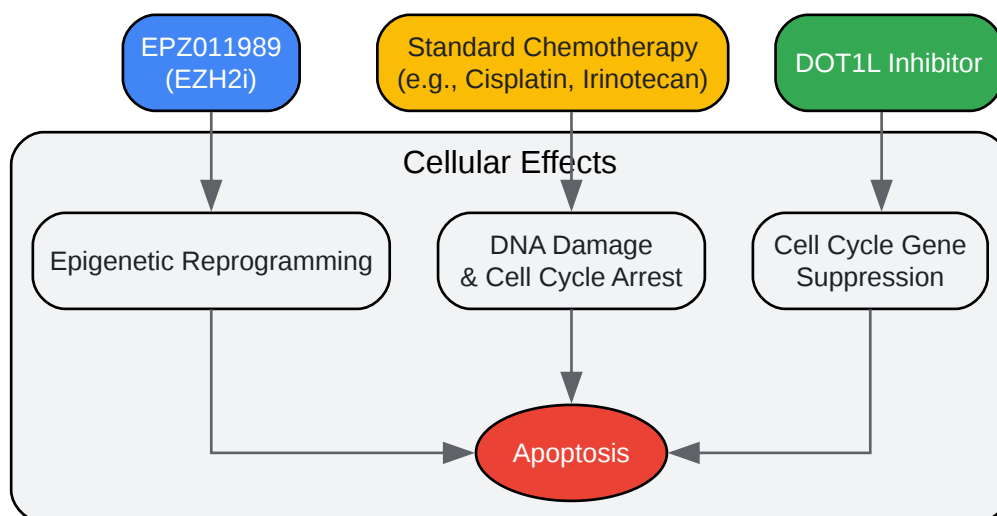 EPZ011989
(EZH2i)
Standard Chemotherapy
(e.g., Cisplatin, Irinotecan)
DOT1L Inhibitor
Cellular Effects
Epigenetic Reprogramming
DNA Damage
& Cell Cycle Arrest
Cell Cycle Gene
Suppression
Apoptosis